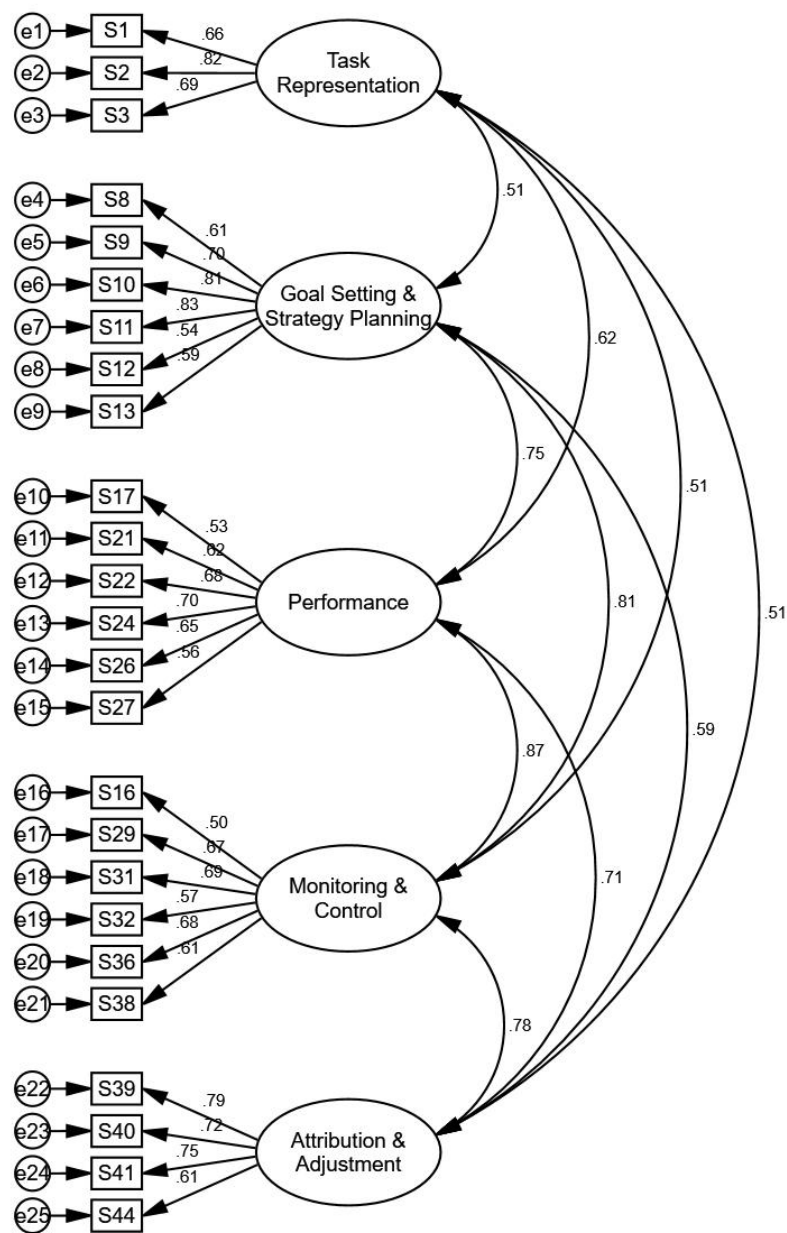 e1 S1 .66
e2 S2 .82
e3 S3 .69
Task
Representation
.51
e4 S8 .61
e5 S9 .70
e6 S10 .81
e7 S11 .83
e8 S12 .54
e9 S13 .59
Goal Setting &
Strategy Planning
.62
.75
.51
e10 S17 .53
e11 S21 .62
e12 S22 .68
e13 S24 .70
e14 S26 .65
e15 S27 .56
Performance
.81
.51
.59
.87
e16 S16 .50
e17 S29 .67
e18 S31 .69
e19 S32 .57
e20 S36 .68
e21 S38 .61
Monitoring &
Control
.71
.78
e22 S39 .79
e23 S40 .72
e24 S41 .75
e25 S44 .61
Attribution &
Adjustment